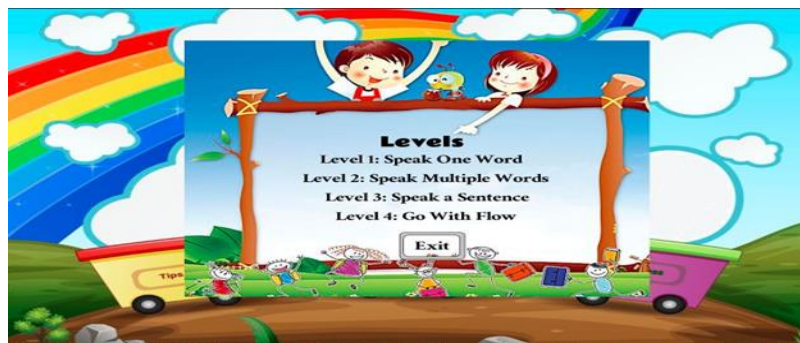 Levels
Level 1: Speak One Word
Level 2: Speak Multiple Words
Level 3: Speak a Sentence
Level 4: Go With Flow
Exit
Tips